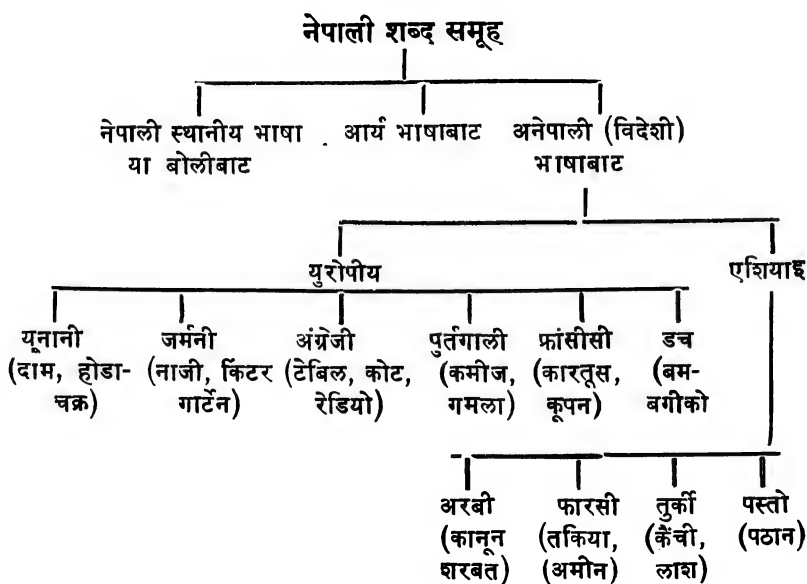 नेपाली शब्द समूह
नेपाली स्थानीय भाषा . आर्य भाषाबाट अनेपाली (विदेशी)
या बोलीबाट भाषाबाट
युरोपीय एशियाइ
यूनानी जर्मनी अंग्रेजी पुर्तगाली फ्रांसीसी डच
(दाम, होडा- (नाजी, किंटर (टेबिल, कोट, (कमीज, (कारतूस, (बम-
चक्र) गार्टेन) रेडियो) गमला) कूपन) बगीको
अरबी फारसी तुर्की पस्तो
(कानून (तकिया, (कैंची, (पठान)
शरबत) (अमीन) लाश)